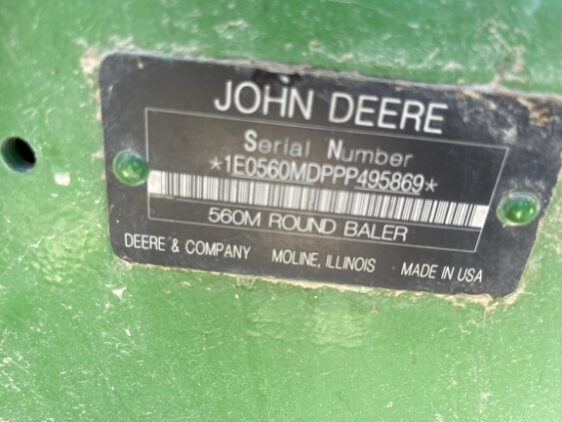 JOHN DEERE
Serial Number
*1E0560MDPPP495869*
560M ROUND BALER
DEERE & COMPANY MOLINE, ILLINOIS MADE IN USA